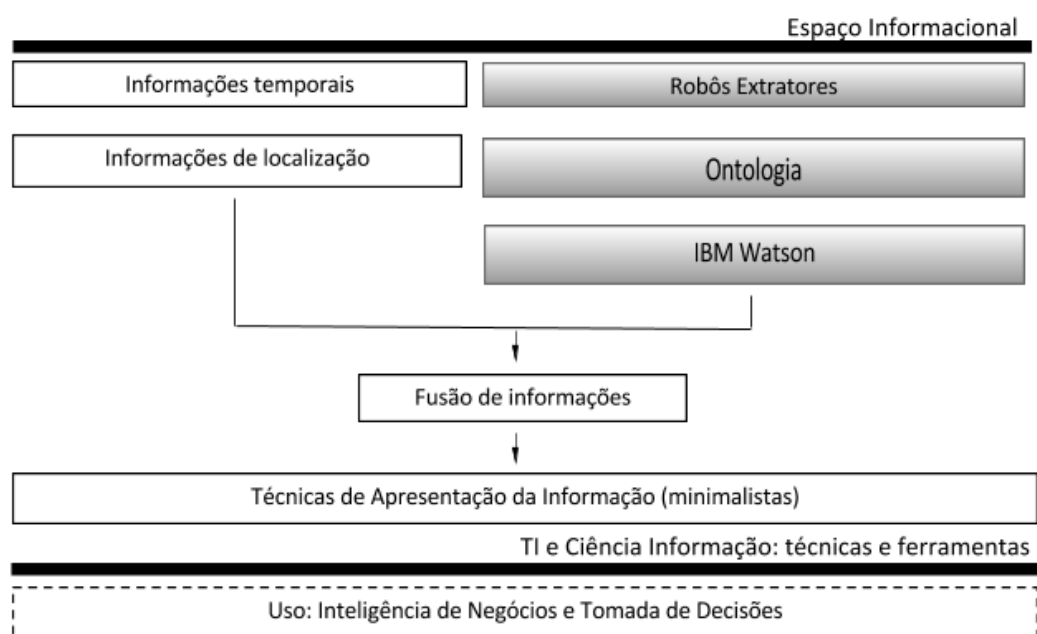 Espaço Informacional
Informações temporais
Robôs Extratores
Informações de localização
Ontologia
IBM Watson
Fusão de informações
Técnicas de Apresentação da Informação (minimalistas)
TI e Ciência Informação: técnicas e ferramentas
Uso: Inteligência de Negócios e Tomada de Decisões